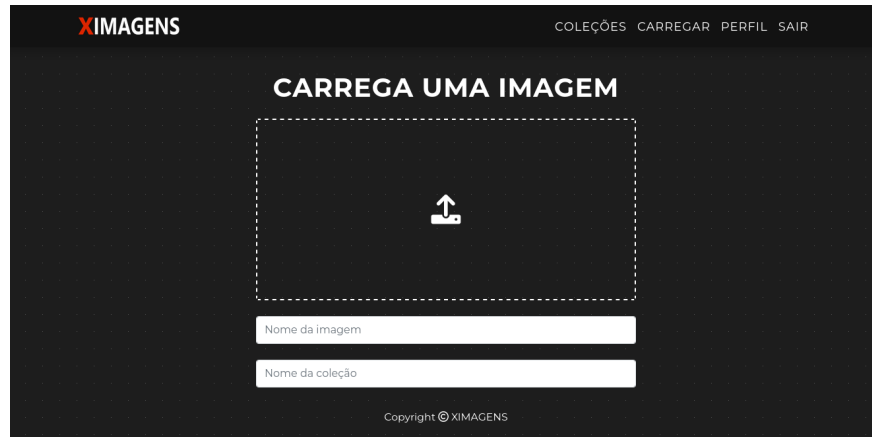 XIMAGENS
COLEÇÕES CARREGAR PERFIL SAIR
CARREGA UMA IMAGEM
Nome da imagem
Nome da coleção
Copyright © XIMAGENS